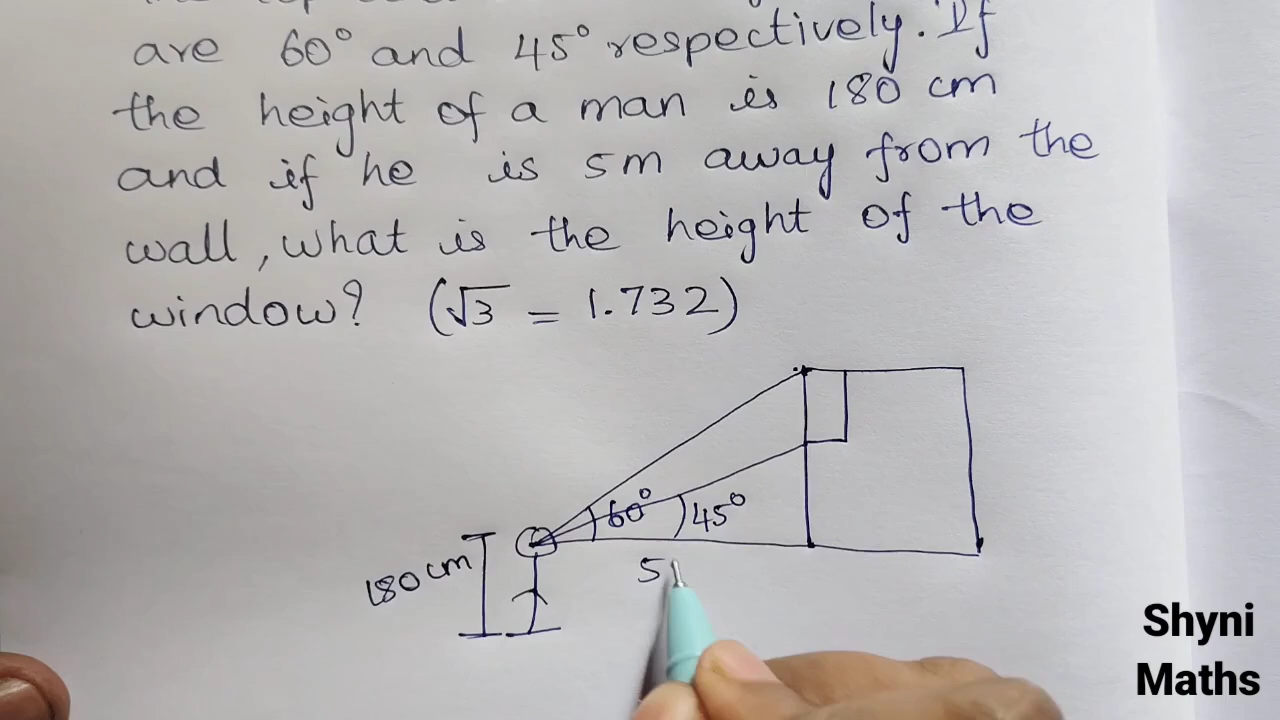 are 60° and 45° respectively. If
the height of a man is 180 cm
and if he is 5m away from the
wall, what is the height of the
window? (√3 = 1.732)
60°
45°
180 cm
5
Shyni
Maths